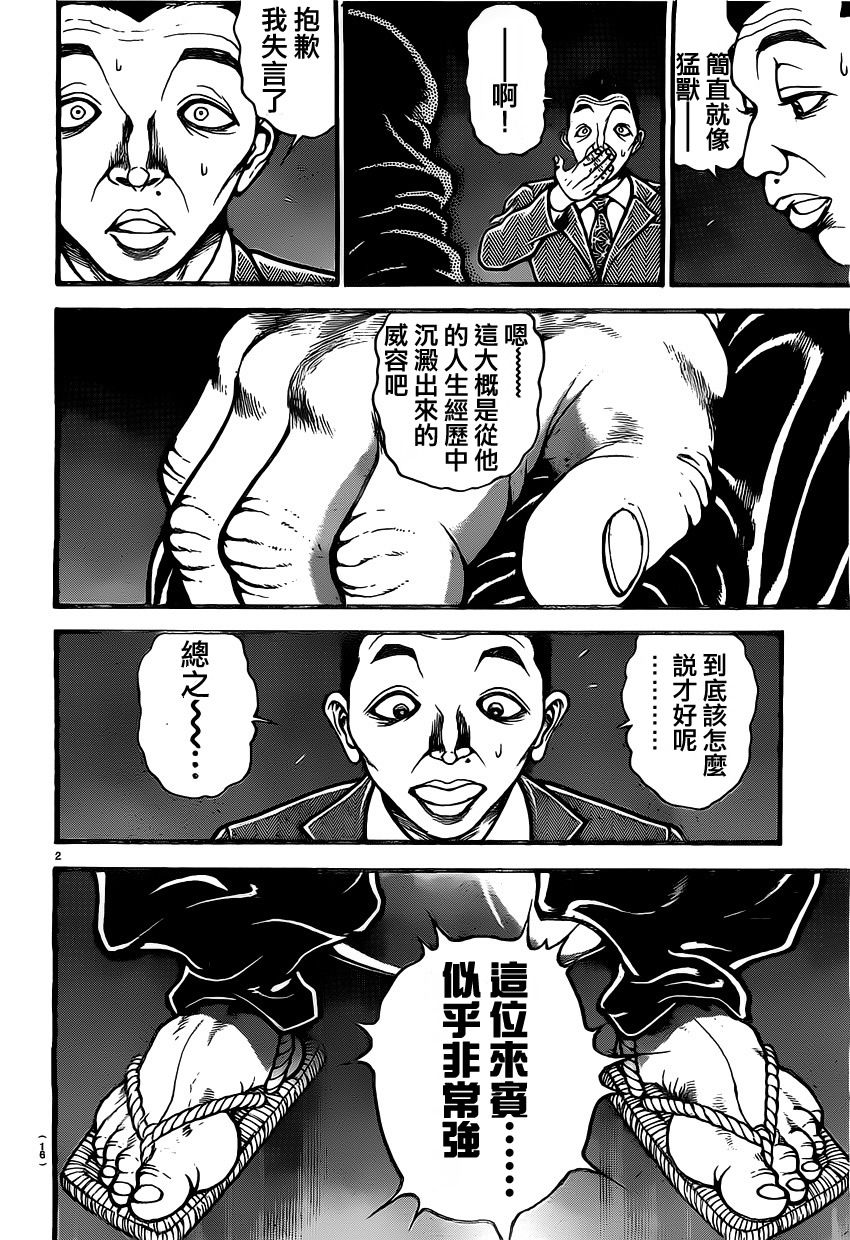 簡直就像
猛獸——
——啊！
抱歉
我失言了
嗯~~~
這大概是從他
的人生經歷中
沉澱出來的
威容吧
到底該怎麼
説才好呢
………………
總之~~…
2
這位來賓……
似乎非常強
(16)